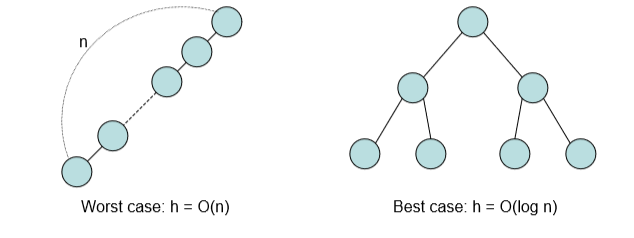 n
Worst case: h = O(n)
Best case: h = O(log n)